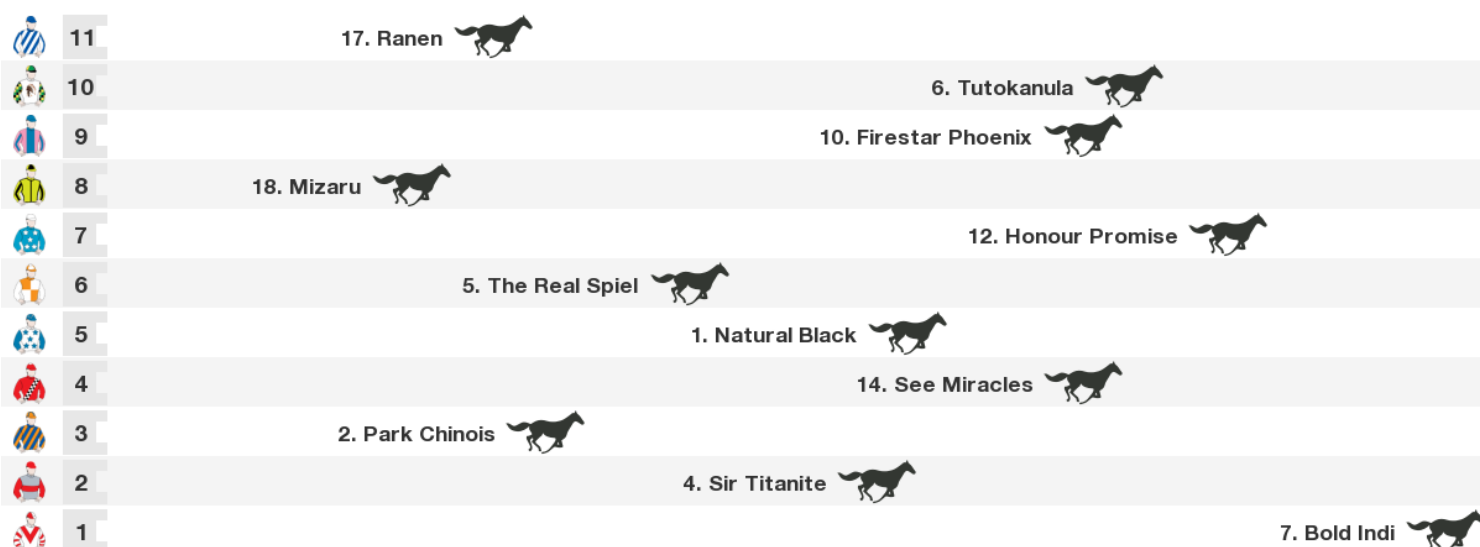 11 17. Ranen
10 6. Tutokanula
9 10. Firestar Phoenix
8 18. Mizaru
7 12. Honour Promise
6 5. The Real Spiel
5 1. Natural Black
4 14. See Miracles
3 2. Park Chinois
2 4. Sir Titanite
1 7. Bold Indi